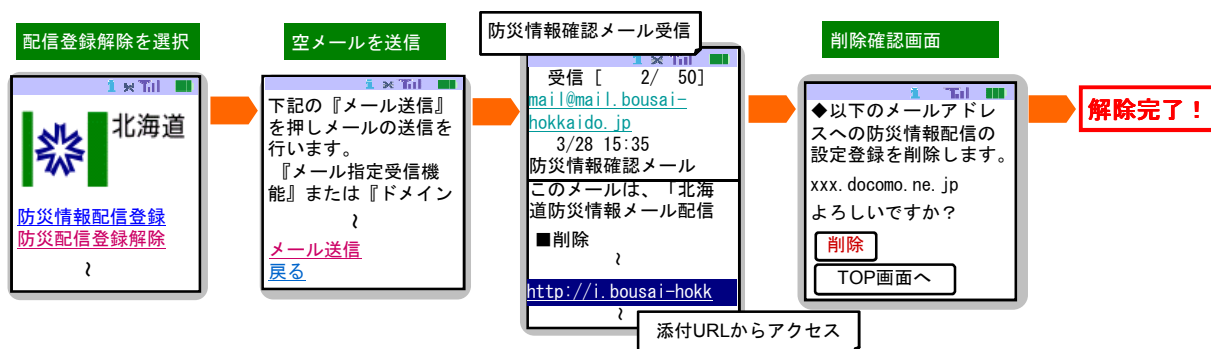 配信登録解除を選択
北海道
防災情報配信登録
防災配信登録解除
~
空メールを送信
下記の『メール送信』
を押しメールの送信を
行います。
『メール指定受信機
能』または『ドメイン
~
メール送信
戻る
防災情報確認メール受信
受信 [ 2/ 50]
mail@mail.bousai-
hokkaido.jp
3/28 15:35
防災情報確認メール
このメールは、「北海
道防災情報メール配信
■削除
~
http://i.bousai-hokk
~
添付URLからアクセス
削除確認画面
◆以下のメールアドレ
スへの防災情報配信の
設定登録を削除します。
xxx.docomo.ne.jp
よろしいですか？
削除
TOP画面へ
解除完了！